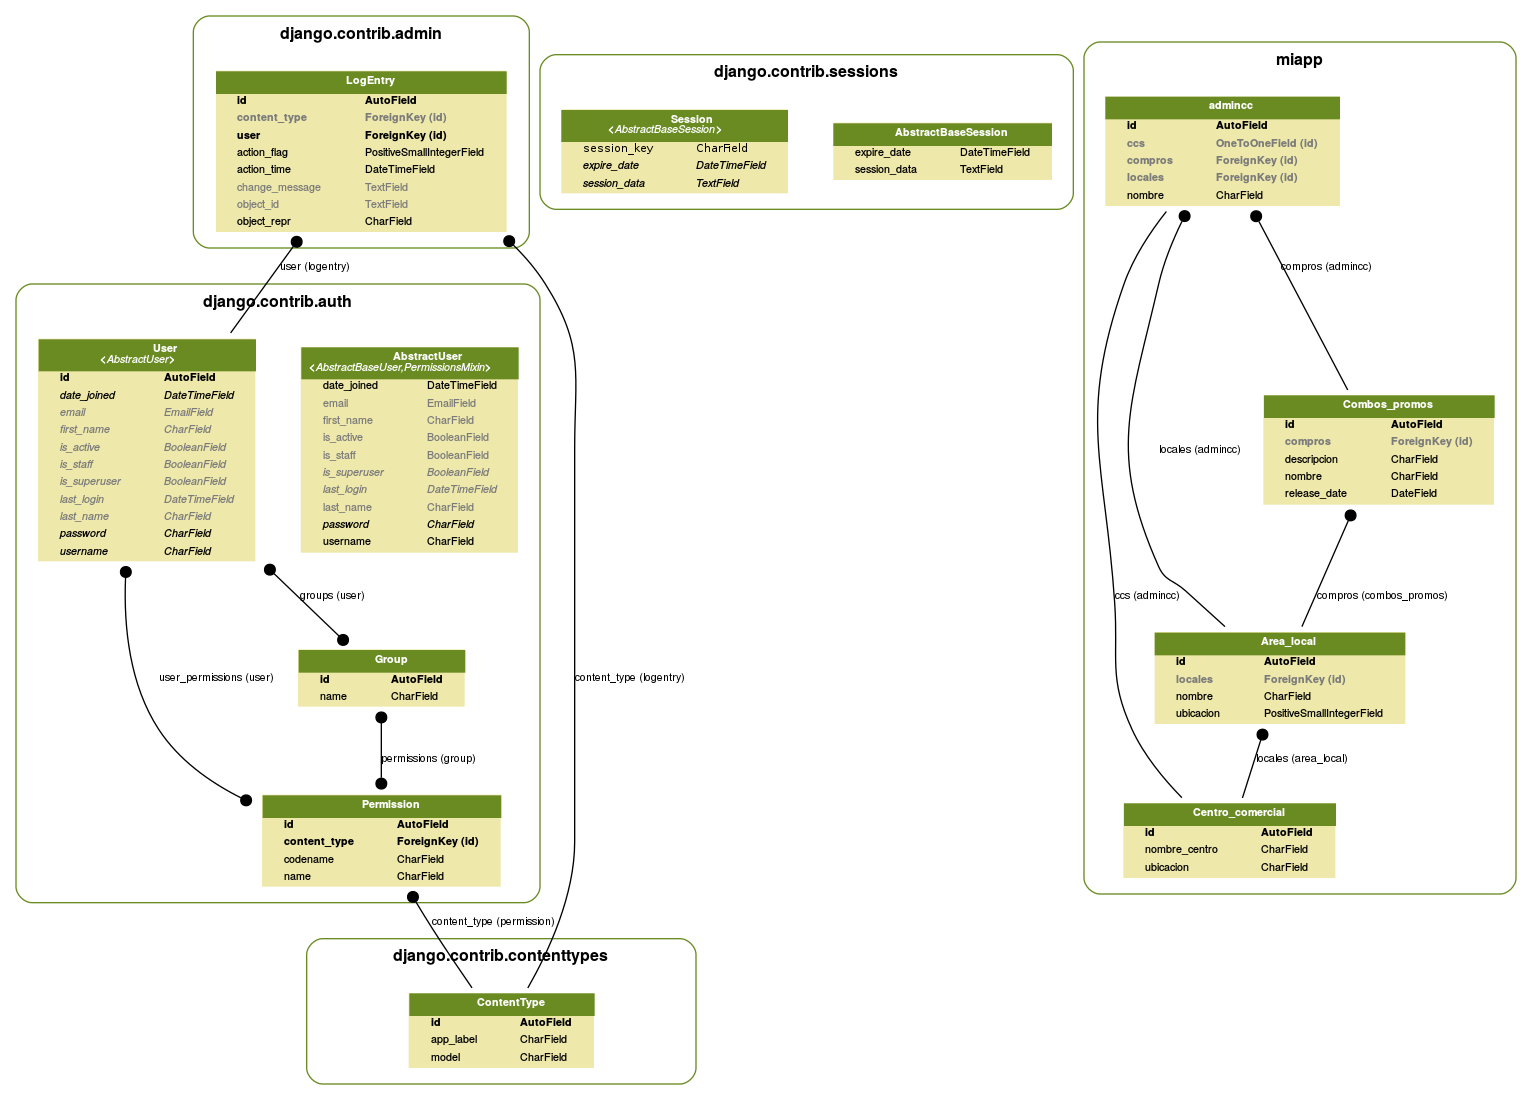 django.contrib.admin
LogEntry
id AutoField
content_type ForeignKey (id)
user ForeignKey (id)
action_flag PositiveSmallIntegerField
action_time DateTimeField
change_message TextField
object_id TextField
object_repr CharField
django.contrib.sessions
Session
<AbstractBaseSession>
session_key CharField
expire_date DateTimeField
session_data TextField
AbstractBaseSession
expire_date DateTimeField
session_data TextField
user (logentry)
django.contrib.auth
User
<AbstractUser>
id AutoField
date_joined DateTimeField
email EmailField
first_name CharField
is_active BooleanField
is_staff BooleanField
is_superuser BooleanField
last_login DateTimeField
last_name CharField
password CharField
username CharField
AbstractUser
<AbstractBaseUser,PermissionsMixin>
date_joined DateTimeField
email EmailField
first_name CharField
is_active BooleanField
is_staff BooleanField
is_superuser BooleanField
last_login DateTimeField
last_name CharField
password CharField
username CharField
groups (user)
Group
id AutoField
name CharField
user_permissions (user)
content_type (logentry)
permissions (group)
Permission
id AutoField
content_type ForeignKey (id)
codename CharField
name CharField
content_type (permission)
django.contrib.contenttypes
ContentType
id AutoField
app_label CharField
model CharField
miapp
admincc
id AutoField
ccs OneToOneField (id)
compros ForeignKey (id)
locales ForeignKey (id)
nombre CharField
compros (admincc)
Combos_promos
id AutoField
compros ForeignKey (id)
descripcion CharField
nombre CharField
release_date DateField
locales (admincc)
ccs (admincc)
compros (combos_promos)
Area_local
id AutoField
locales ForeignKey (id)
nombre CharField
ubicacion PositiveSmallIntegerField
locales (area_local)
Centro_comercial
id AutoField
nombre_centro CharField
ubicacion CharField